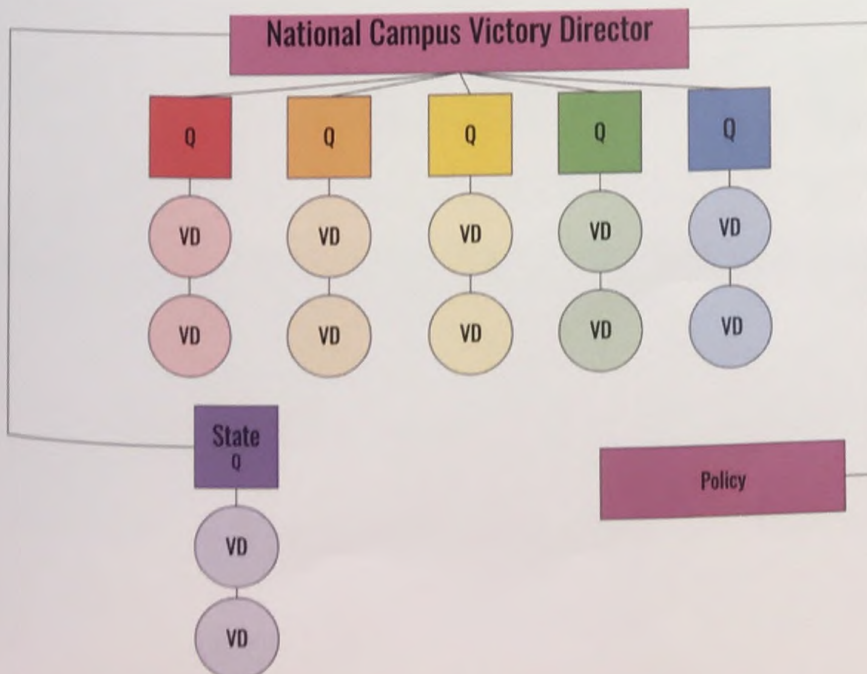 National Campus Victory Director
Q Q Q Q Q
VD VD VD VD VD
VD VD VD VD VD
State
Q
Policy
VD
VD